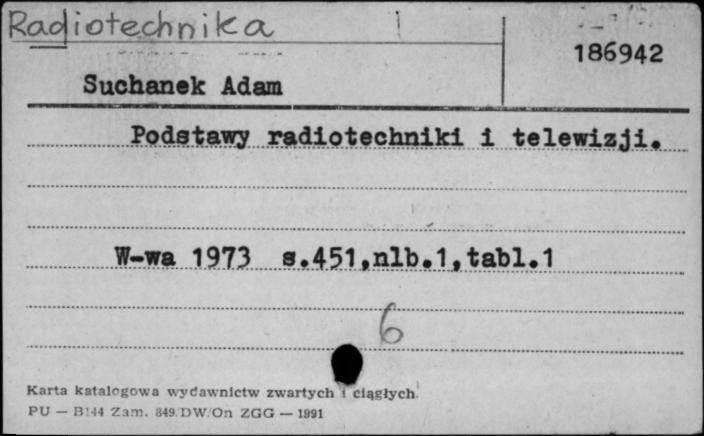 Radiotechnika
186942
Suchanek Adam
Podstawy radiotechniki i telewizji.
W-wa 1973 s.451,nlb.1,tabl.1
6
Karta katalogowa wydawnictw zwartych i ciągłych
PU — B-144 Zam. 849/DW/On ZGG — 1991